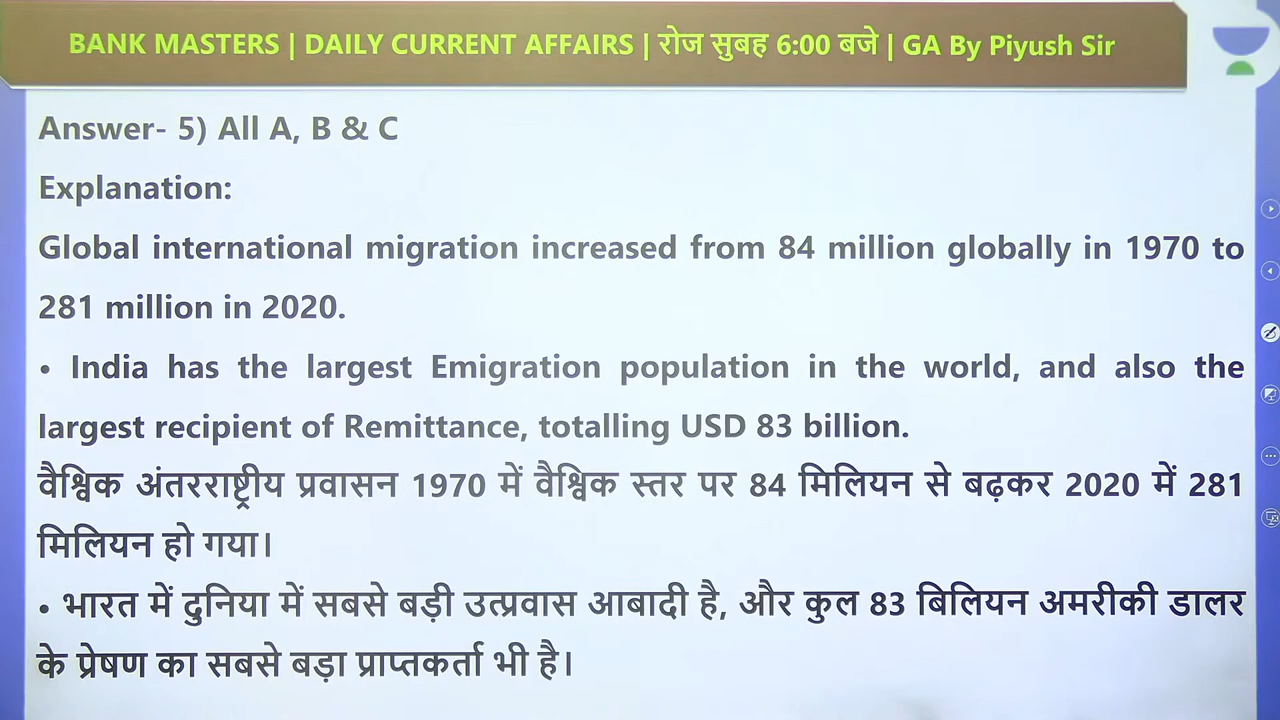 BANK MASTERS | DAILY CURRENT AFFAIRS | रोज सुबह 6:00 बजे | GA By Piyush Sir
Answer- 5) All A, B & C
Explanation:
Global international migration increased from 84 million globally in 1970 to
281 million in 2020.
• India has the largest Emigration population in the world, and also the
largest recipient of Remittance, totalling USD 83 billion.
वैश्विक अंतरराष्ट्रीय प्रवासन 1970 में वैश्विक स्तर पर 84 मिलियन से बढ़कर 2020 में 281
मिलियन हो गया।
• भारत में दुनिया में सबसे बड़ी उत्प्रवास आबादी है, और कुल 83 बिलियन अमरीकी डालर
के प्रेषण का सबसे बड़ा प्राप्तकर्ता भी है।